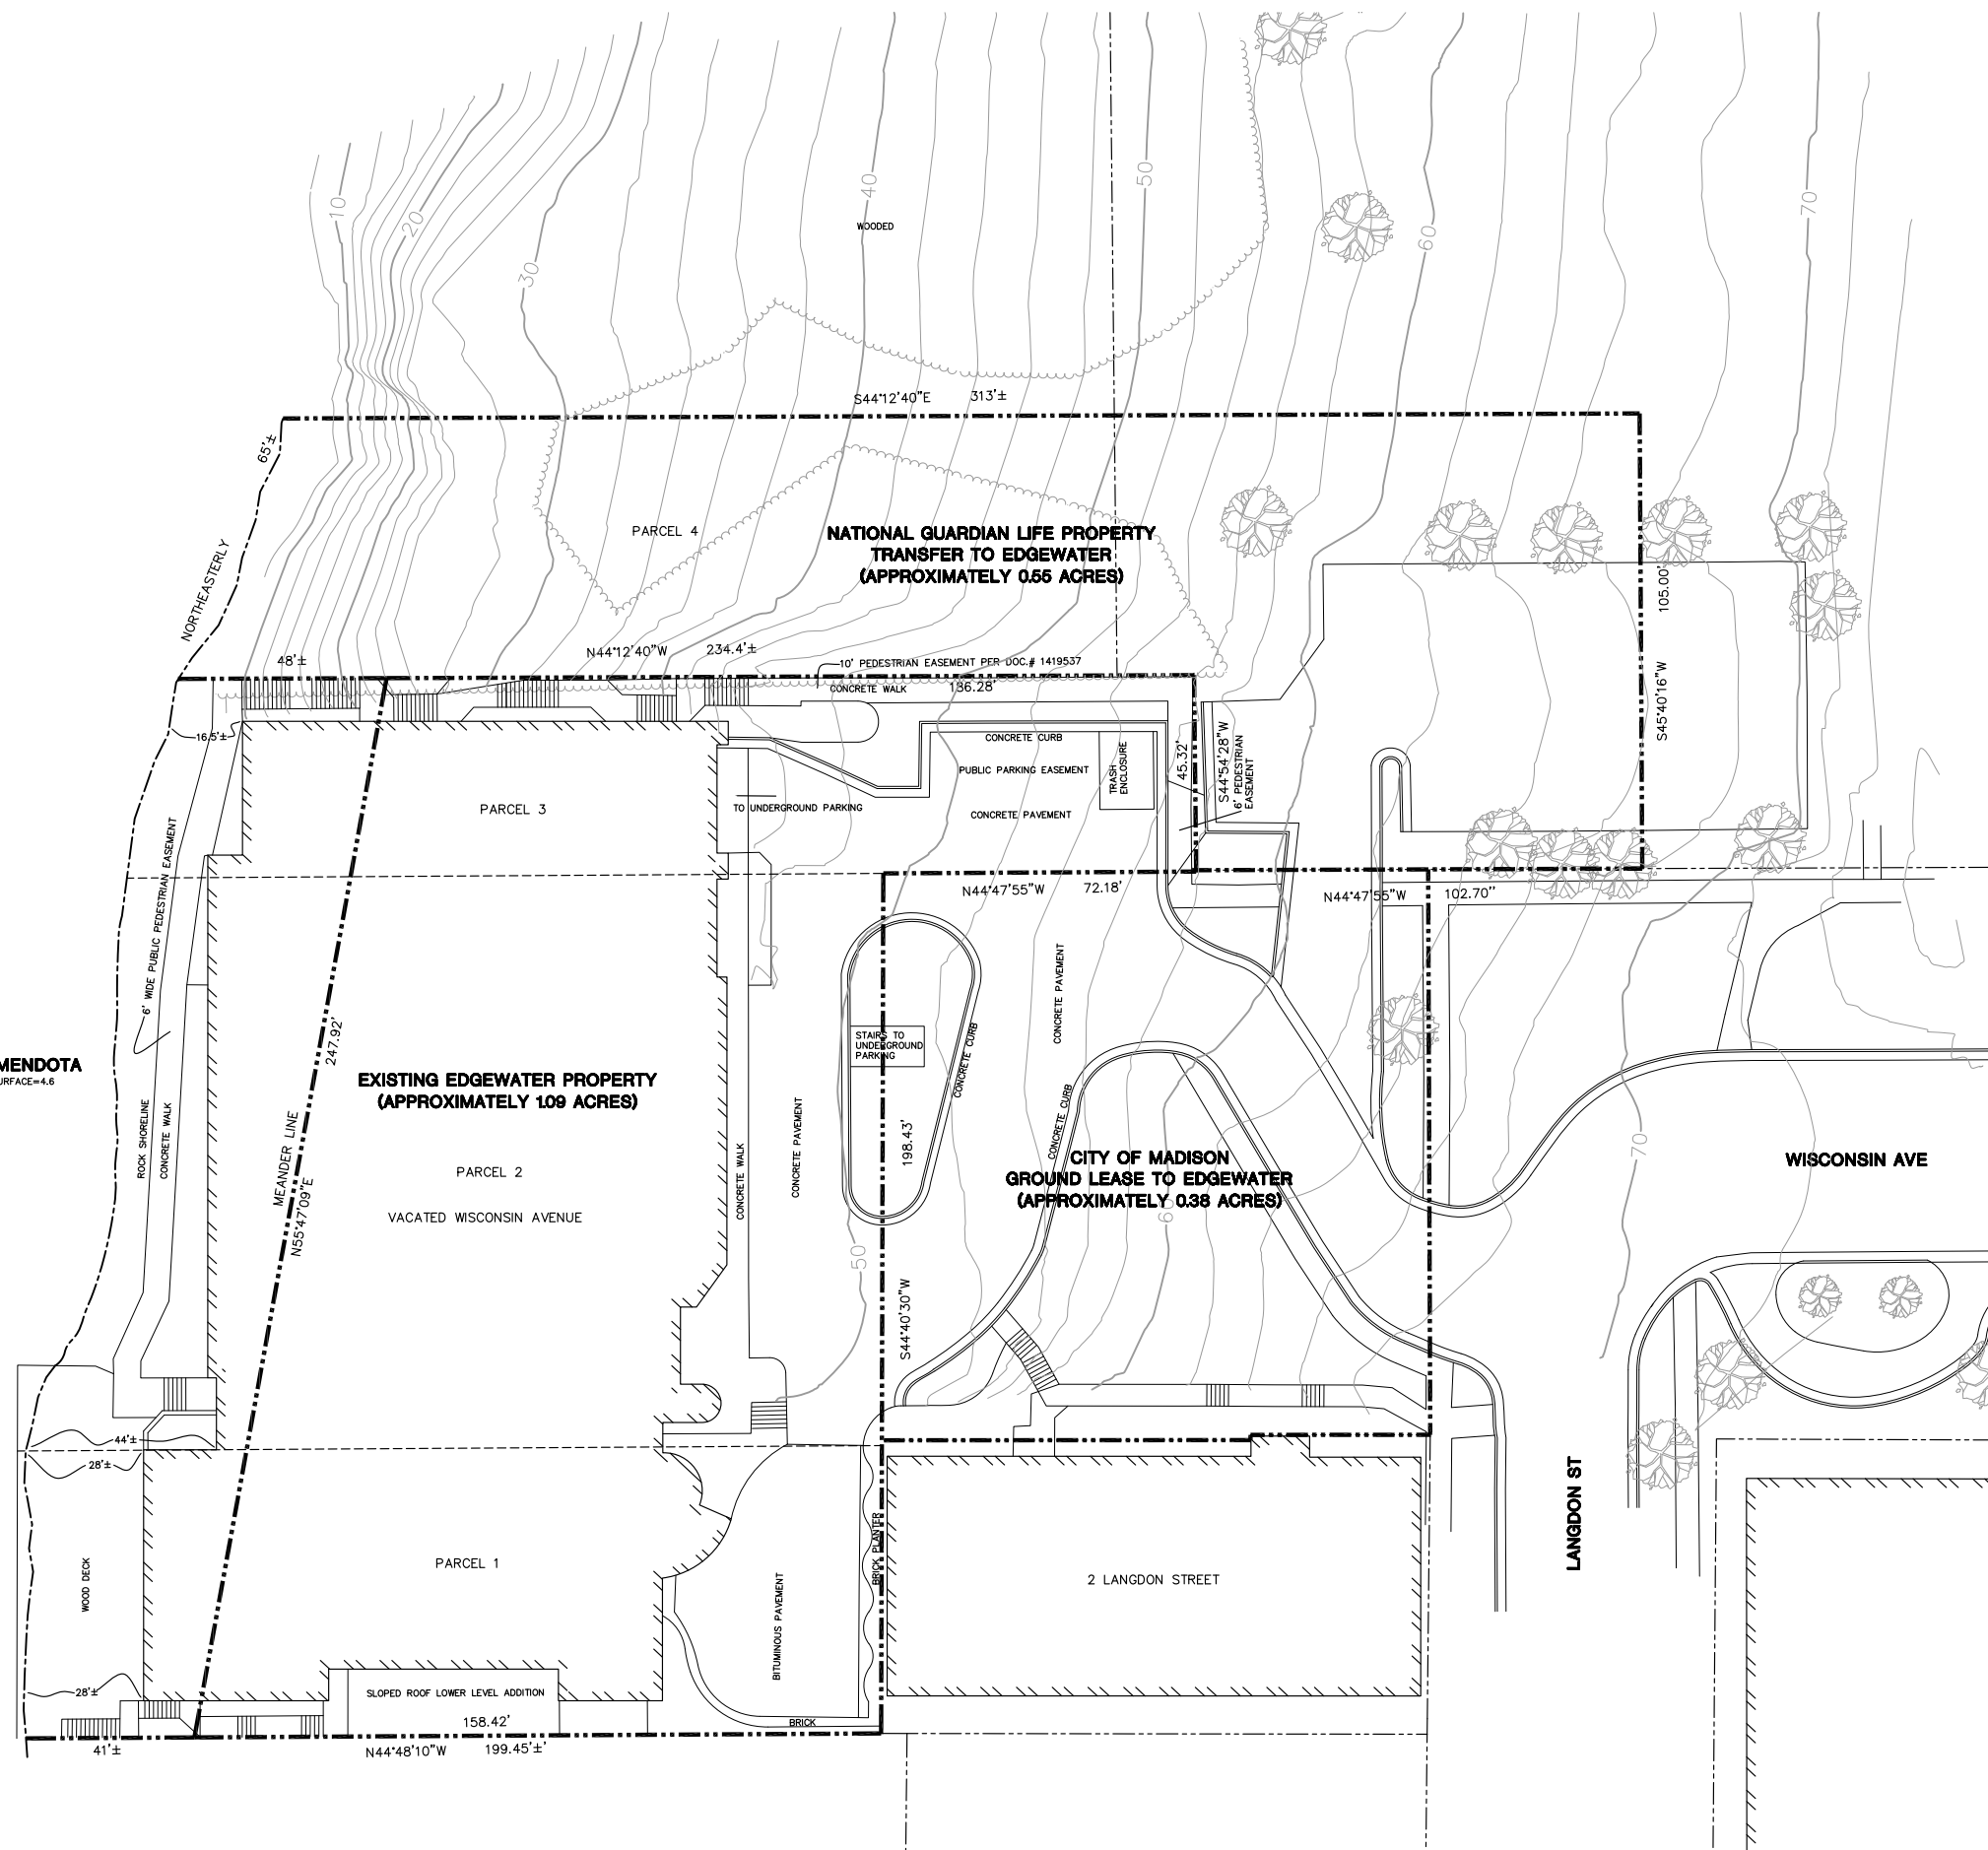 10
20
30
40
50
60
70
WOODED
S44°12'40"E 313'±
65'±
NORTHEASTERLY
PARCEL 4
NATIONAL GUARDIAN LIFE PROPERTY
TRANSFER TO EDGEWATER
(APPROXIMATELY 0.55 ACRES)
105.00'
S45°40'16"W
48'±
N44°12'40"W 234.4'±
10' PEDESTRIAN EASEMENT PER DOC.# 1419537
CONCRETE WALK
136.28'
16.5'±
CONCRETE CURB
PUBLIC PARKING EASEMENT
TRASH
ENCLOSURE
45.32'
S44°54'28"W
6' PEDESTRIAN
EASEMENT
PARCEL 3
TO UNDERGROUND PARKING
CONCRETE PAVEMENT
N44°47'55"W 72.18'
N44°47'55"W 102.70"
6' WIDE PUBLIC PEDESTRIAN EASEMENT
247.92'
MENDOTA
URFACE=4.6
EXISTING EDGEWATER PROPERTY
(APPROXIMATELY 1.09 ACRES)
STAIRS TO
UNDERGROUND
PARKING
CONCRETE CURB
CONCRETE PAVEMENT
CONCRETE CURB
ROCK SHORELINE
CONCRETE WALK
MEANDER LINE
N55°47'09"E
CONCRETE WALK
CONCRETE PAVEMENT
198.43'
PARCEL 2
VACATED WISCONSIN AVENUE
CITY OF MADISON
GROUND LEASE TO EDGEWATER
(APPROXIMATELY 0.38 ACRES)
60
70
WISCONSIN AVE
50
S44°40'30"W
44'±
28'±
LANGDON ST
WOOD DECK
PARCEL 1
BITUMINOUS PAVEMENT
BRICK PLANTER
2 LANGDON STREET
28'±
SLOPED ROOF LOWER LEVEL ADDITION
158.42'
BRICK
41'±
N44°48'10"W 199.45'±'